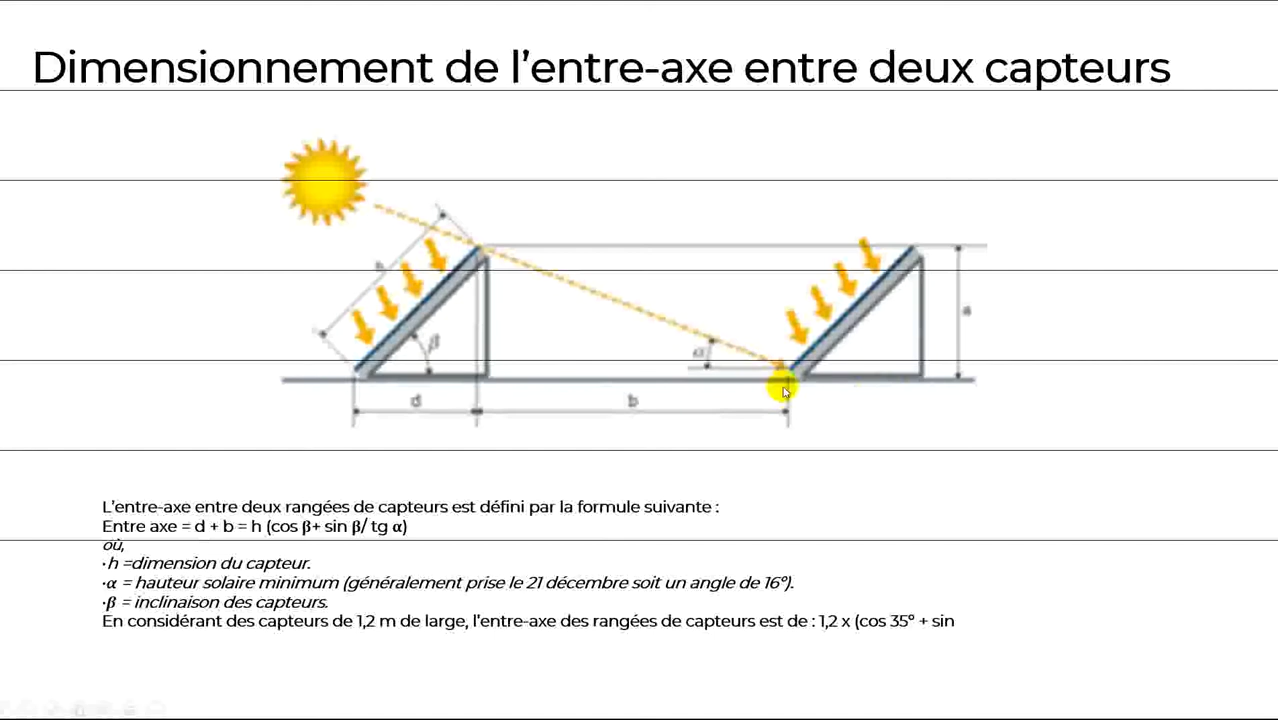 Dimensionnement de l’entre-axe entre deux capteurs
h
β
α
a
d
b
L’entre-axe entre deux rangées de capteurs est défini par la formule suivante :
Entre axe = d + b = h (cos β+ sin β/ tg α)
où,
·h =dimension du capteur.
·α = hauteur solaire minimum (généralement prise le 21 décembre soit un angle de 16°).
·β = inclinaison des capteurs.
En considérant des capteurs de 1,2 m de large, l’entre-axe des rangées de capteurs est de : 1,2 x (cos 35° + sin